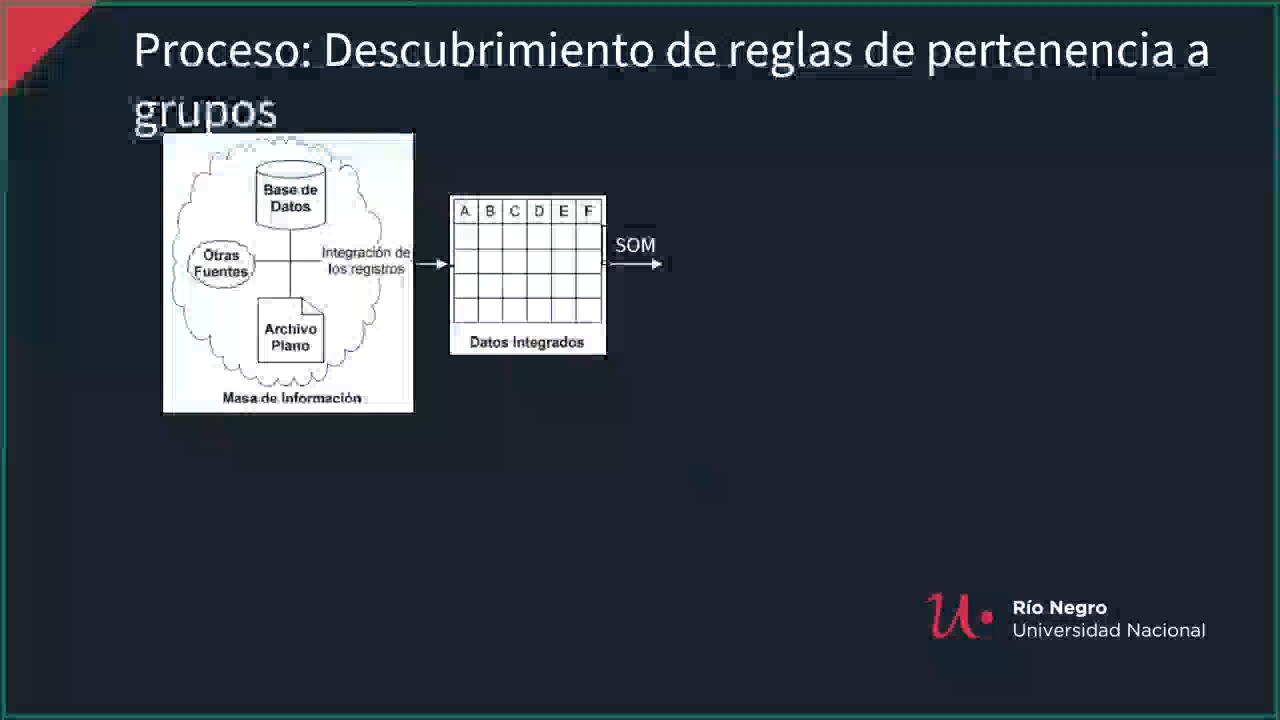 Proceso: Descubrimiento de reglas de pertenencia a
grupos
Base de
Datos
Otras
Fuentes
Integración de
los registros
Archivo
Plano
Masa de Información
A B C D E F
Datos Integrados
SOM
Río Negro
Universidad Nacional